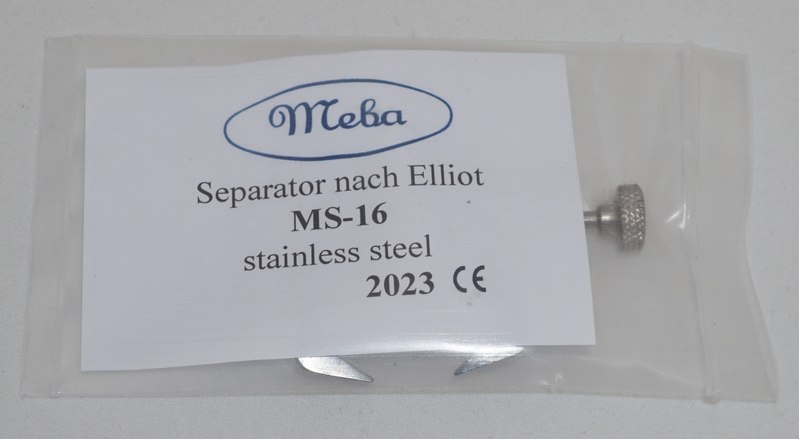 Meba
Separator nach Elliot
MS-16
stainless steel
2023 CE